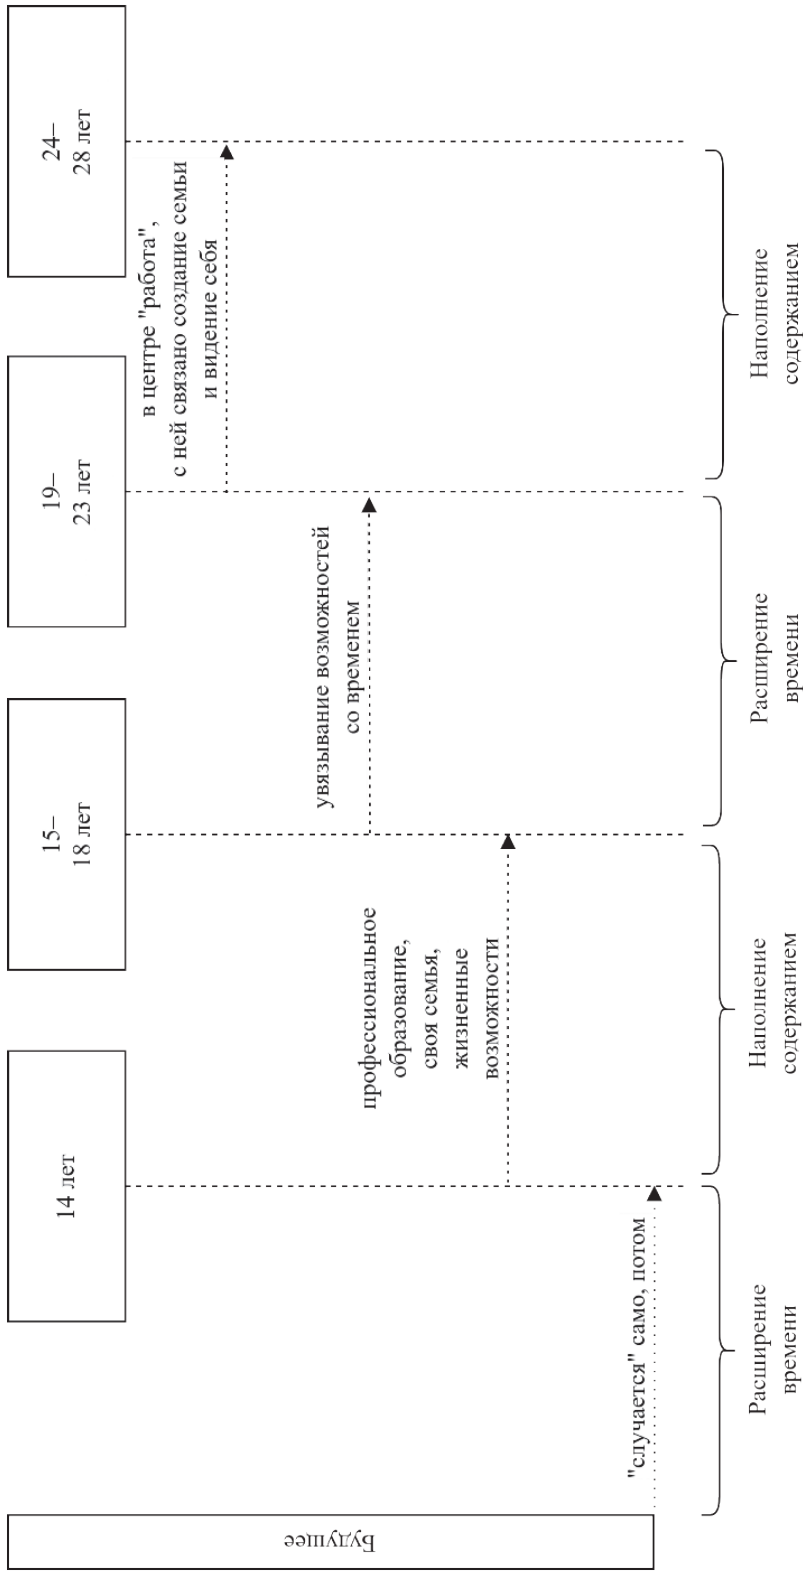 Будущее
14 лет
15–
18 лет
19–
23 лет
24–
28 лет
"случается" само, потом
профессиональное
образование,
своя семья,
жизненные
возможности
увязывание возможностей
со временем
в центре "работа",
с ней связано создание семьи
и видение себя
Расширение
времени
Наполнение
содержанием
Расширение
времени
Наполнение
содержанием